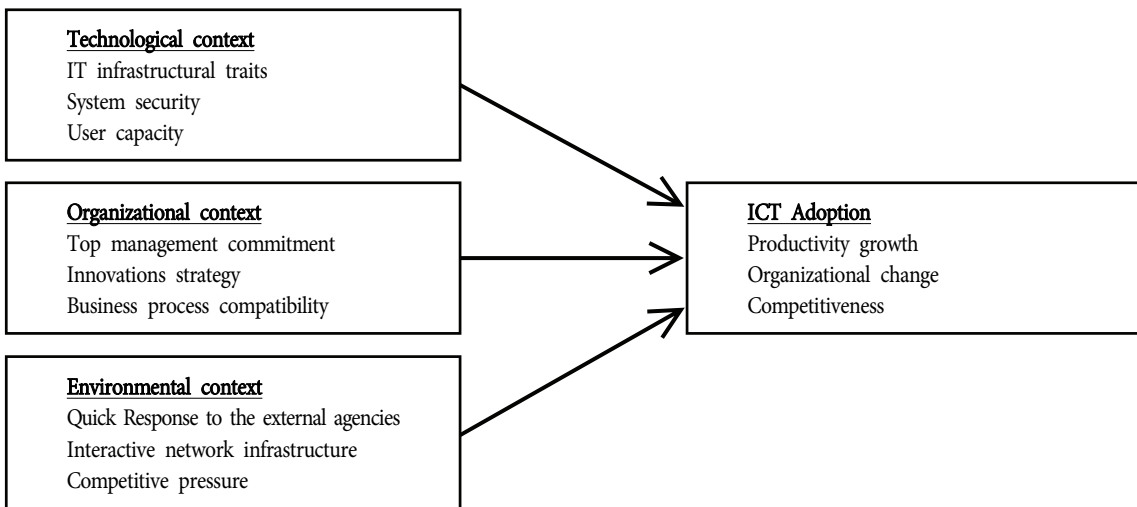 Technological context
IT infrastructural traits
System security
User capacity
Organizational context
Top management commitment
Innovations strategy
Business process compatibility
Environmental context
Quick Response to the external agencies
Interactive network infrastructure
Competitive pressure
ICT Adoption
Productivity growth
Organizational change
Competitiveness